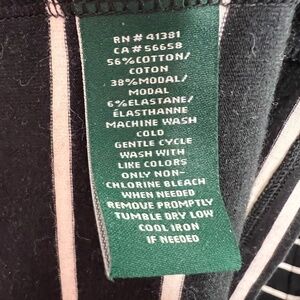 RN # 41381
CA # 56658
56% COTTON/
COTON
38% MODAL/
MODAL
6% ELASTANE/
ÉLASTHANNE
MACHINE WASH
COLD
GENTLE CYCLE
WASH WITH
LIKE COLORS
ONLY NON-
CHLORINE BLEACH
WHEN NEEDED
REMOVE PROMPTLY
TUMBLE DRY LOW
COOL IRON
IF NEEDED